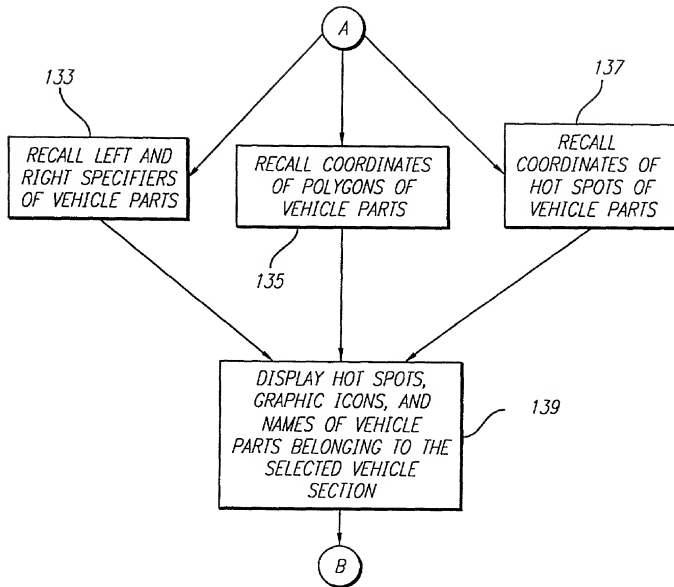 A
133
137
RECALL LEFT AND
RIGHT SPECIFIERS
OF VEHICLE PARTS
RECALL COORDINATES
OF POLYGONS OF
VEHICLE PARTS
RECALL
COORDINATES OF
HOT SPOTS OF
VEHICLE PARTS
135
DISPLAY HOT SPOTS,
GRAPHIC ICONS, AND
NAMES OF VEHICLE
PARTS BELONGING TO THE
SELECTED VEHICLE
SECTION
139
B